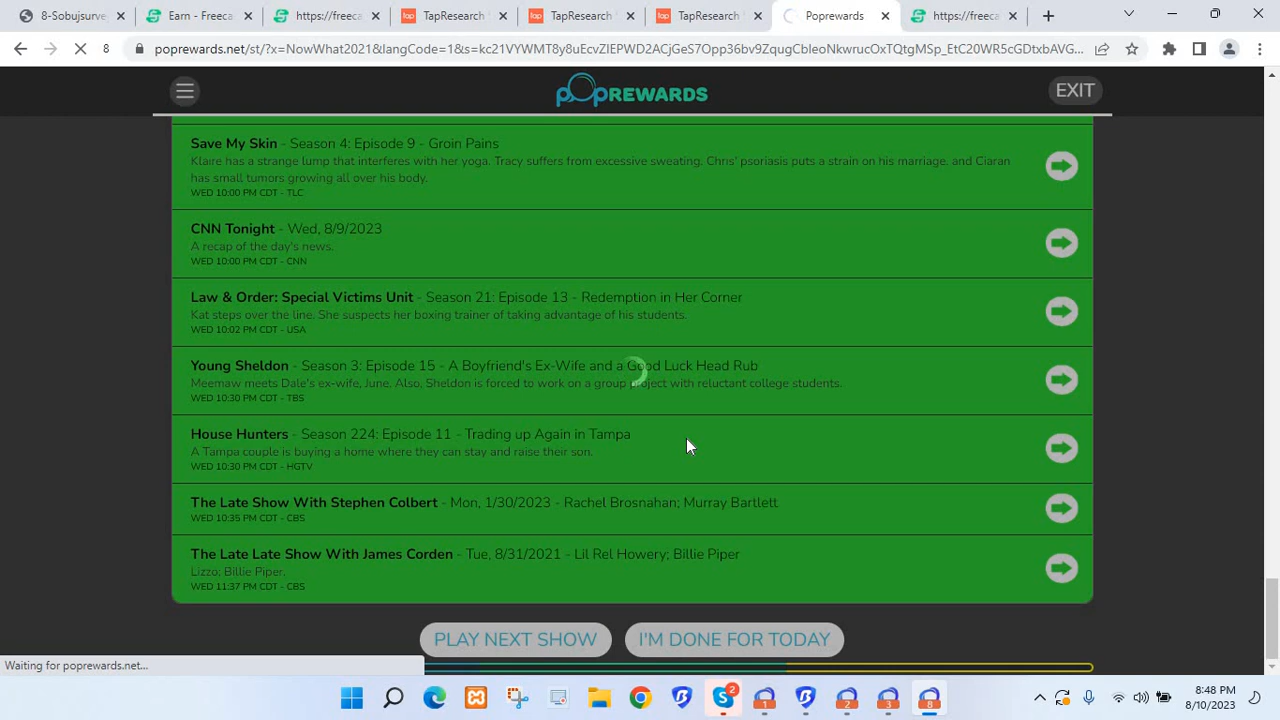 8-Sobujsurve
Earn - Freeca
https://freeca
TapResearch
TapResearch
TapResearch
Poprewards
https://freeca
poprewards.net/st/?x=NowWhat2021&langCode=1&s=kc21VYWMT8y8uEcvZIEPWD2ACjGeS7Opp36bv9ZqugCbIeoNkwrucOxTQtgMSp_EtC20WR5cGDtxbAVG...
8
pOpREWARDS
EXIT
Save My Skin - Season 4: Episode 9 - Groin Pains
Klaire has a strange lump that interferes with her yoga. Tracy suffers from excessive sweating. Chris' psoriasis puts a strain on his marriage. and Ciaran
has small tumors growing all over his body.
WED 10:00 PM CDT - TLC
CNN Tonight - Wed, 8/9/2023
A recap of the day's news.
WED 10:00 PM CDT - CNN
Law & Order: Special Victims Unit - Season 21: Episode 13 - Redemption in Her Corner
Kat steps over the line. She suspects her boxing trainer of taking advantage of his students.
WED 10:02 PM CDT - USA
Young Sheldon - Season 3: Episode 15 - A Boyfriend's Ex-Wife and a Good Luck Head Rub
Meemaw meets Dale's ex-wife, June. Also, Sheldon is forced to work on a group project with reluctant college students.
WED 10:30 PM CDT - TBS
House Hunters - Season 224: Episode 11 - Trading up Again in Tampa
A Tampa couple is buying a home where they can stay and raise their son.
WED 10:30 PM CDT - HGTV
The Late Show With Stephen Colbert - Mon, 1/30/2023 - Rachel Brosnahan; Murray Bartlett
WED 10:35 PM CDT - CBS
The Late Late Show With James Corden - Tue, 8/31/2021 - Lil Rel Howery; Billie Piper
Lizzo; Billie Piper.
WED 11:37 PM CDT - CBS
PLAY NEXT SHOW
I'M DONE FOR TODAY
Waiting for poprewards.net...
2
1
2
3
8
8:48 PM
8/10/2023